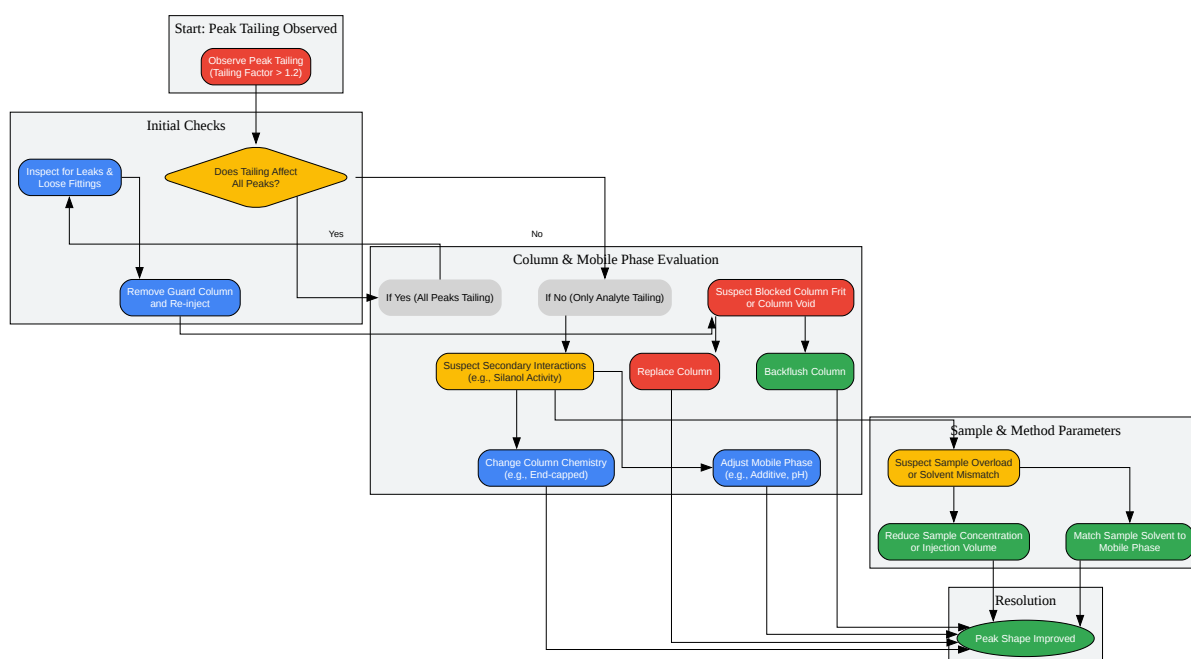 Start: Peak Tailing Observed
Observe Peak Tailing
(Tailing Factor > 1.2)
Initial Checks
Inspect for Leaks &
Loose Fittings
Does Tailing Affect
All Peaks?
Yes
No
Remove Guard Column
and Re-inject
Column & Mobile Phase Evaluation
If Yes (All Peaks Tailing)
If No (Only Analyte Tailing)
Suspect Blocked Column Frit
or Column Void
Suspect Secondary Interactions
(e.g., Silanol Activity)
Replace Column
Backflush Column
Change Column Chemistry
(e.g., End-capped)
Adjust Mobile Phase
(e.g., Additive, pH)
Sample & Method Parameters
Suspect Sample Overload
or Solvent Mismatch
Reduce Sample Concentration
or Injection Volume
Match Sample Solvent to
Mobile Phase
Resolution
Peak Shape Improved